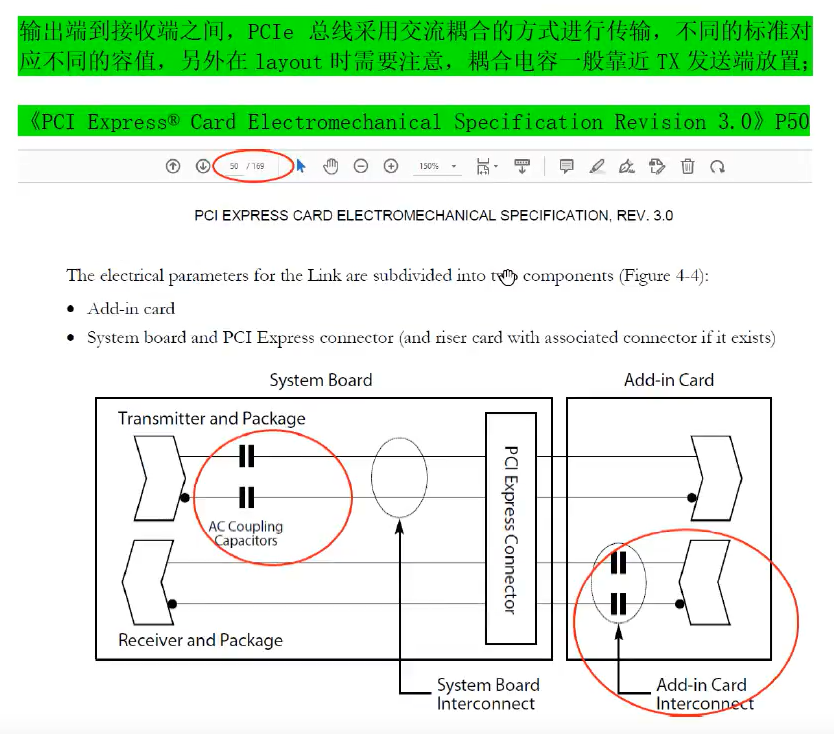 输出端到接收端之间，PCIe 总线采用交流耦合的方式进行传输，不同的标准对
应不同的容值，另外在 layout 时需要注意，耦合电容一般靠近 TX 发送端放置；
《PCI Express® Card Electromechanical Specification Revision 3.0》P50
50 / 169
150%
PCI EXPRESS CARD ELECTROMECHANICAL SPECIFICATION, REV. 3.0
The electrical parameters for the Link are subdivided into two components (Figure 4-4):
• Add-in card
• System board and PCI Express connector (and riser card with associated connector if it exists)
System Board
Add-in Card
Transmitter and Package
AC Coupling
Capacitors
PCI Express Connector
Receiver and Package
System Board
Interconnect
Add-in Card
Interconnect